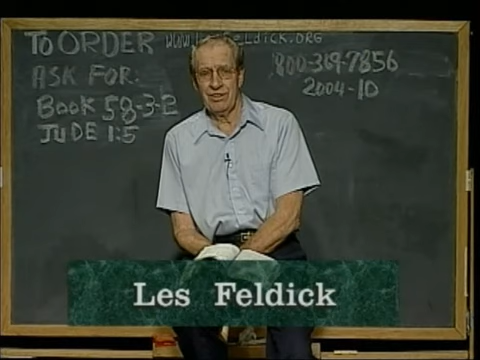 TO ORDER
800-369-7856
ASK FOR:
2004-10
BOOK 58-3-2
JUDE 1:5
Les Feldick